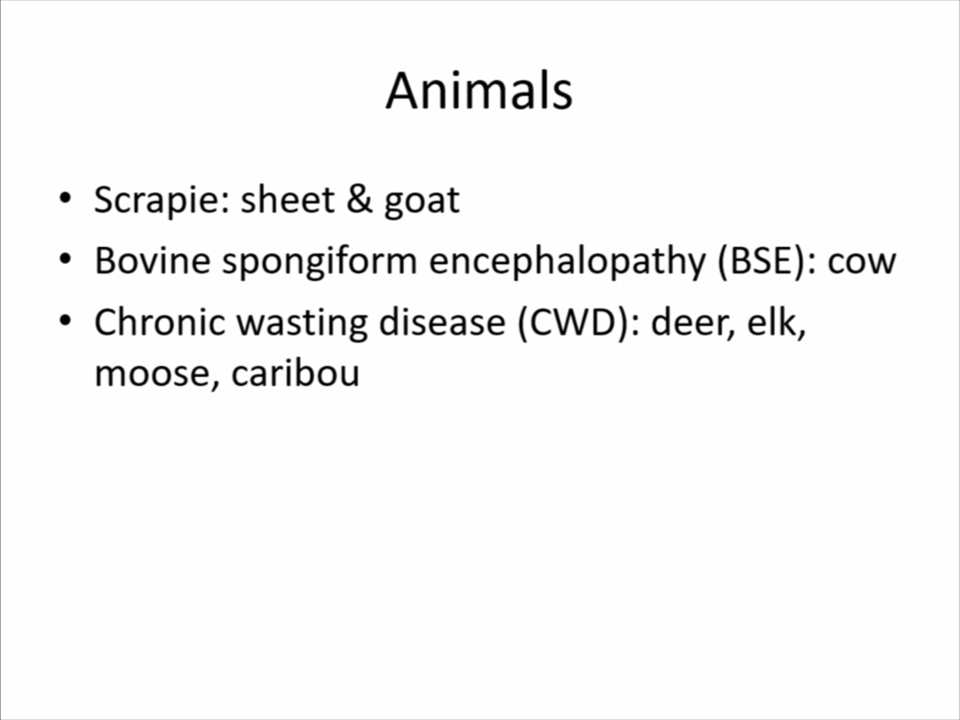 Animals
• Scrapie: sheet & goat
• Bovine spongiform encephalopathy (BSE): cow
• Chronic wasting disease (CWD): deer, elk,
moose, caribou